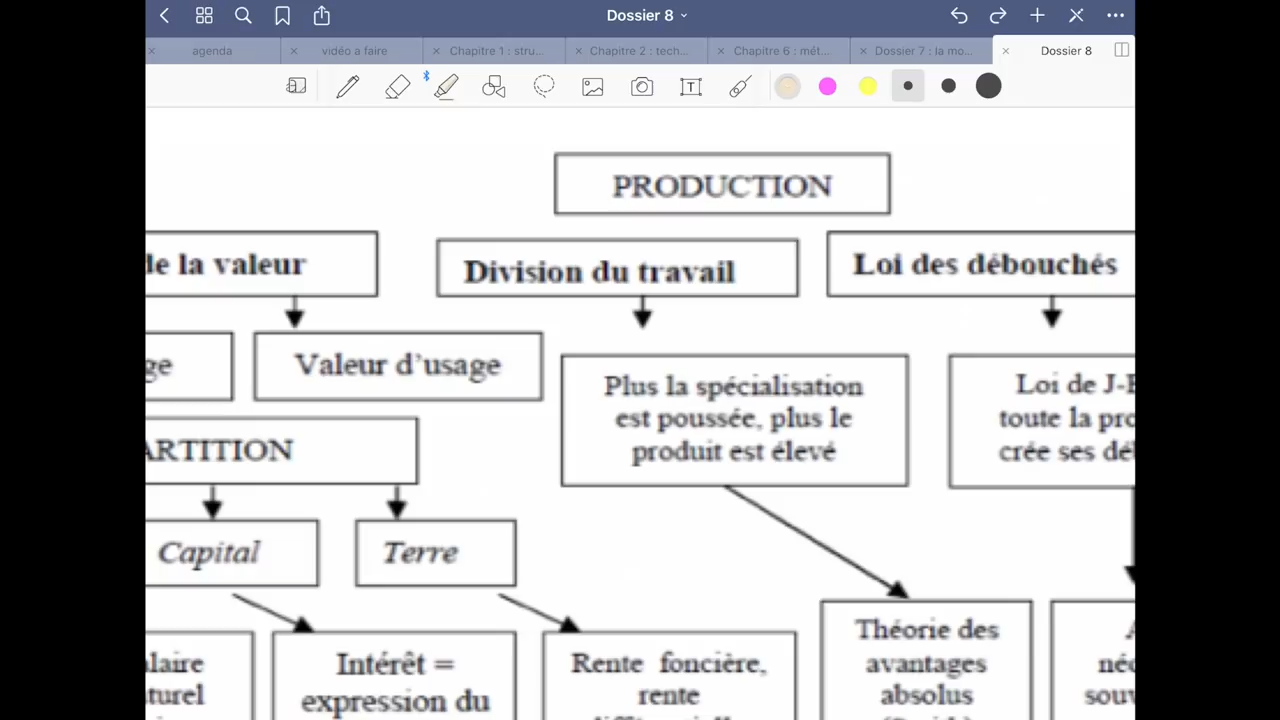 Dossier 8
agenda
vidéo a faire
Chapitre 1 : stru...
Chapitre 2 : tech...
Chapitre 6 : mét...
Dossier 7 : la mo...
Dossier 8
T
PRODUCTION
de la valeur
Division du travail
Loi des débouchés
ge
Valeur d'usage
Plus la spécialisation
est poussée, plus le
produit est élevé
Loi de J-B
toute la pro
crée ses dé
ARTITION
Capital
Terre
alaire
turel
Intérêt =
expression du
Rente foncière,
rente
Théorie des
avantages
absolus
né
souv